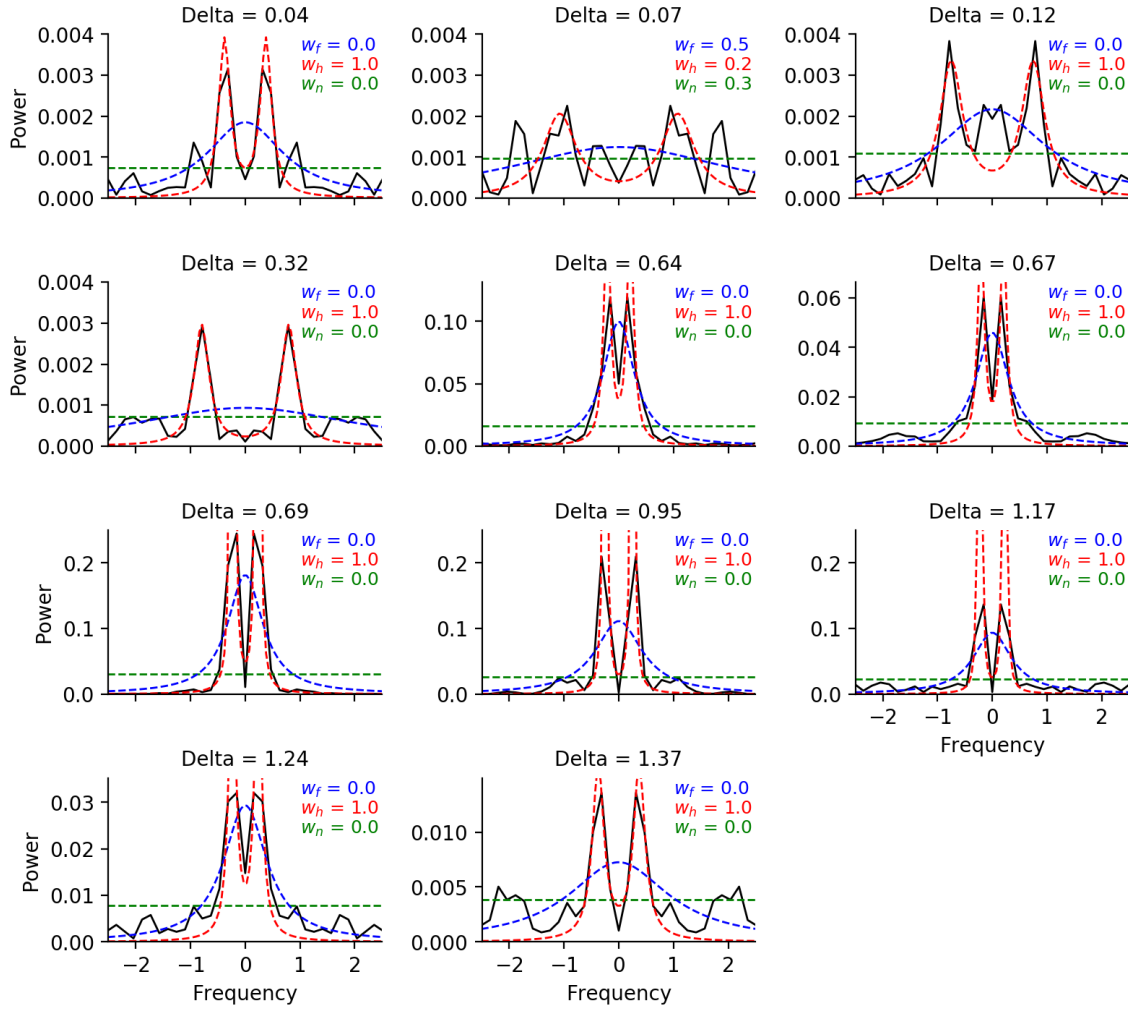 Delta = 0.04
Power
0.004
0.003
0.002
0.001
0.000
w_f = 0.0
w_h = 1.0
w_n = 0.0
Delta = 0.07
0.004
0.003
0.002
0.001
0.000
w_f = 0.5
w_h = 0.2
w_n = 0.3
Delta = 0.12
0.004
0.003
0.002
0.001
0.000
w_f = 0.0
w_h = 1.0
w_n = 0.0
Delta = 0.32
Power
0.004
0.003
0.002
0.001
0.000
w_f = 0.0
w_h = 1.0
w_n = 0.0
Delta = 0.64
0.10
0.05
0.00
w_f = 0.0
w_h = 1.0
w_n = 0.0
Delta = 0.67
0.06
0.04
0.02
0.00
w_f = 0.0
w_h = 1.0
w_n = 0.0
Delta = 0.69
Power
0.2
0.1
0.0
w_f = 0.0
w_h = 1.0
w_n = 0.0
Delta = 0.95
0.2
0.1
0.0
w_f = 0.0
w_h = 1.0
w_n = 0.0
Delta = 1.17
0.2
0.1
0.0
w_f = 0.0
w_h = 1.0
w_n = 0.0
−2 −1 0 1 2
Frequency
Delta = 1.24
Power
0.03
0.02
0.01
0.00
w_f = 0.0
w_h = 1.0
w_n = 0.0
−2 −1 0 1 2
Frequency
Delta = 1.37
0.010
0.005
0.000
w_f = 0.0
w_h = 1.0
w_n = 0.0
−2 −1 0 1 2
Frequency